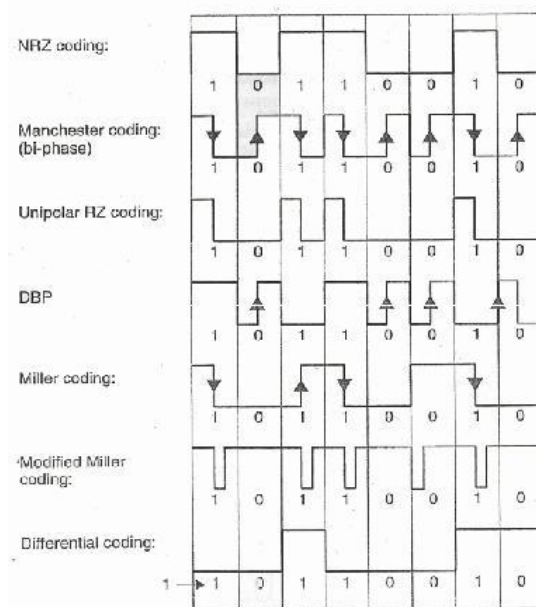 NRZ coding:
1 0 1 1 0 0 1 0
Manchester coding:
(bi-phase)
1 0 1 1 0 0 1 0
Unipolar RZ coding:
1 0 1 1 0 0 1 0
DBP
1 0 1 1 0 0 1 0
Miller coding:
1 0 1 1 0 0 1 0
Modified Miller
coding:
1 0 1 1 0 0 1 0
Differential coding:
1 1 0 1 1 0 0 1 0